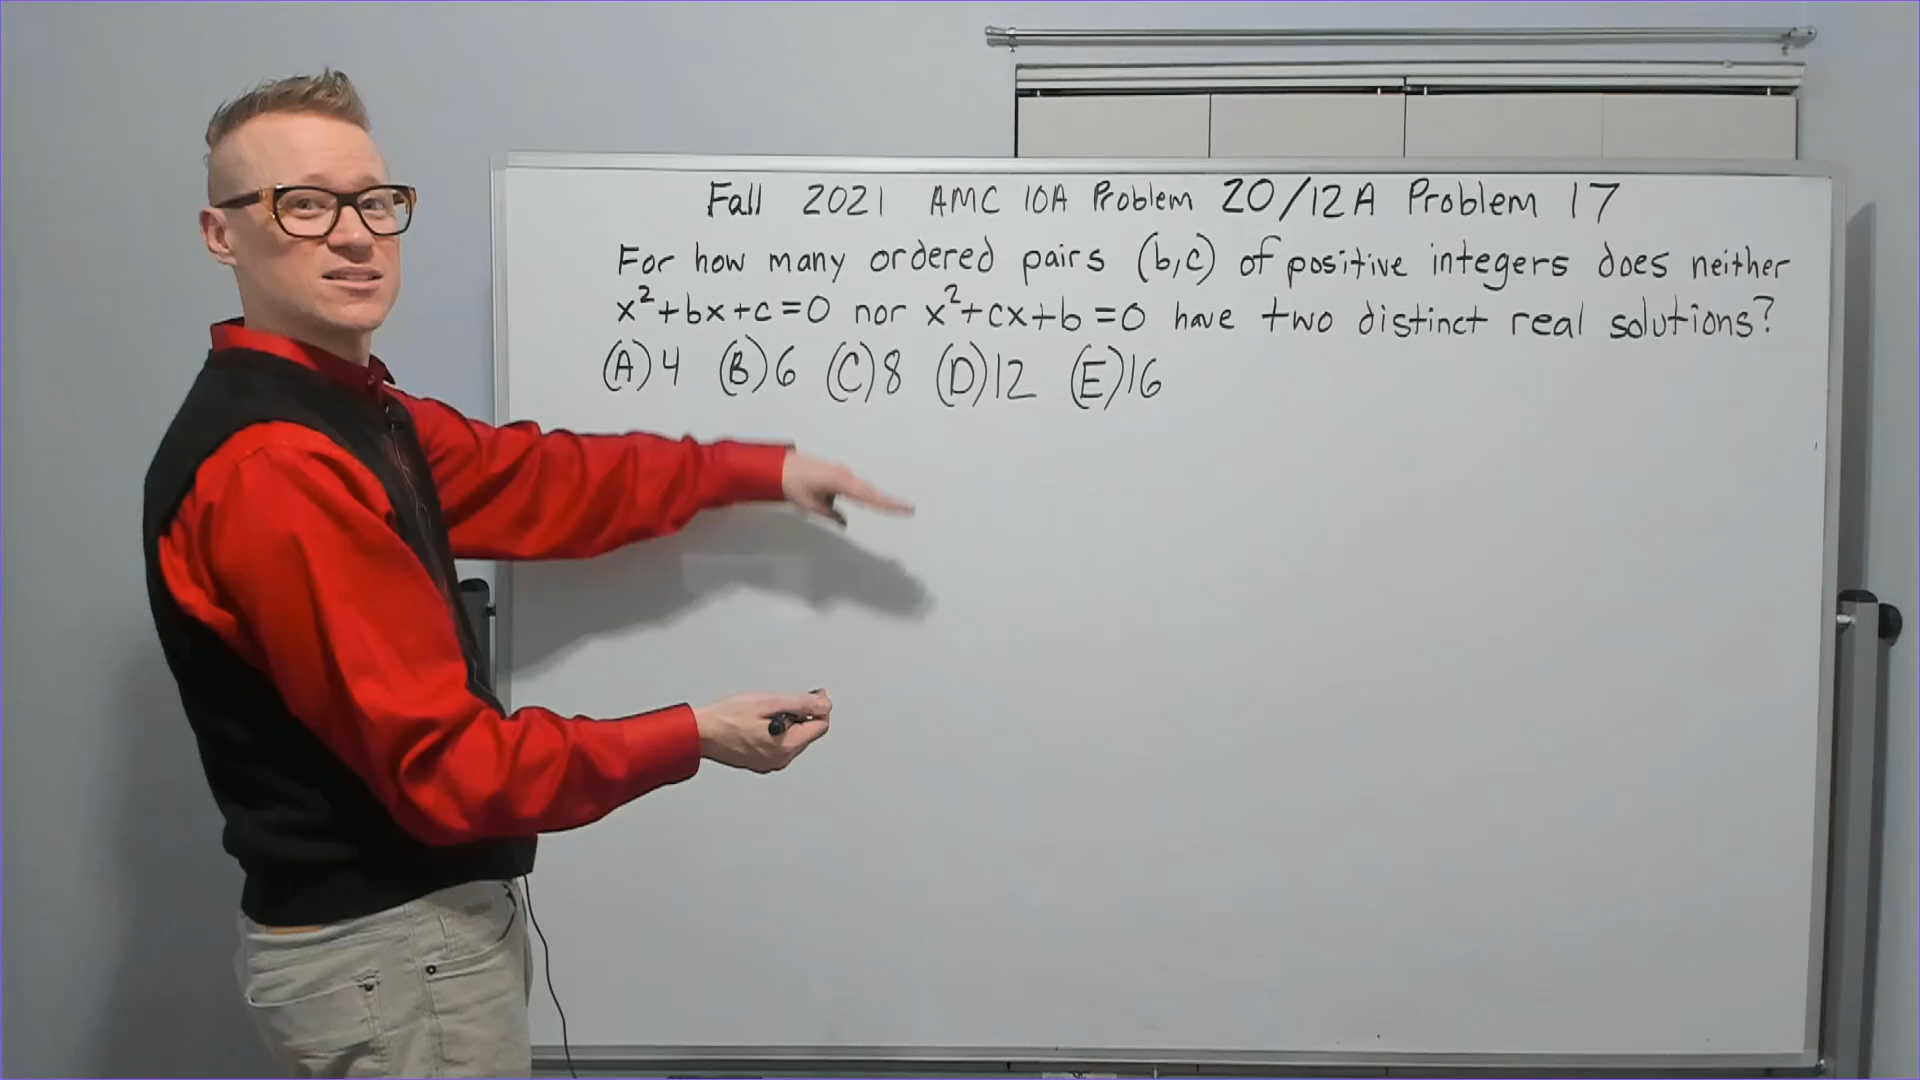 Fall 2021 AMC 10A Problem 20/12A Problem 17
For how many ordered pairs (b,c) of positive integers does neither
x²+bx+c=0 nor x²+cx+b=0 have two distinct real solutions?
(A)4 (B)6 (C)8 (D)12 (E)16